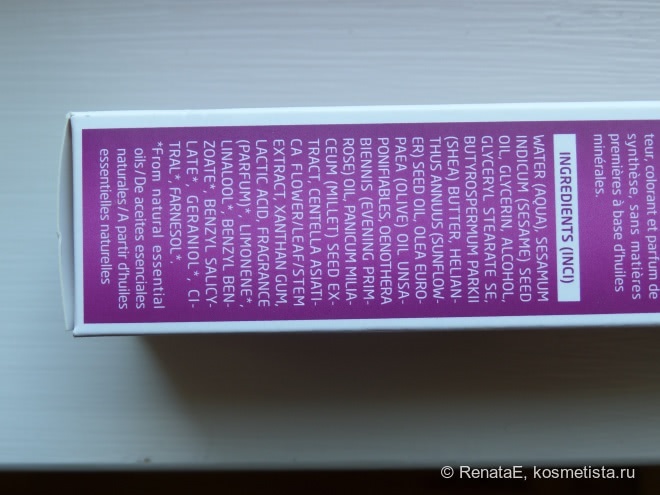 teur, colorant et parfum de
synthèse, sans matières
premières à base d'huiles
minérales.
INGREDIENTS (INCI)
WATER (AQUA), SESAMUM
INDICUM (SESAME) SEED
OIL, GLYCERIN, ALCOHOL,
GLYCERYL STEARATE SE,
BUTYROSPERMUM PARKII
(SHEA) BUTTER, HELIAN-
THUS ANNUUS (SUNFLOW-
ER) SEED OIL, OLEA EURO-
PAEA (OLIVE) OIL UNSA-
PONIFIABLES, OENOTHERA
BIENNIS (EVENING PRIM-
ROSE) OIL, PANICUM MILIA-
CEUM (MILLET) SEED EX-
TRACT, CENTELLA ASIATI-
CA FLOWER/LEAF/STEM
EXTRACT, XANTHAN GUM,
LACTIC ACID, FRAGRANCE
(PARFUM)*, LIMONENE*,
LINALOOL*, BENZYL BEN-
ZOATE*, BENZYL SALICY-
LATE*, GERANIOL*, CI-
TRAL*, FARNESOL*.
*From natural essential
oils/De aceites esenciales
naturales/A partir d'huiles
essentielles naturelles
© RenataE, kosmetista.ru